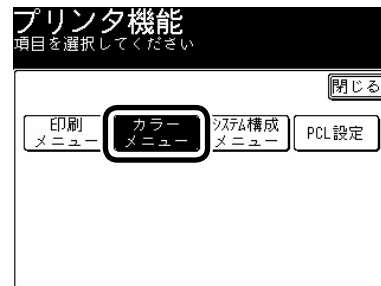 プリンタ機能
項目を選択してください
閉じる
印刷
メニュー
カラー
メニュー
ｼｽﾃﾑ構成
メニュー
PCL設定